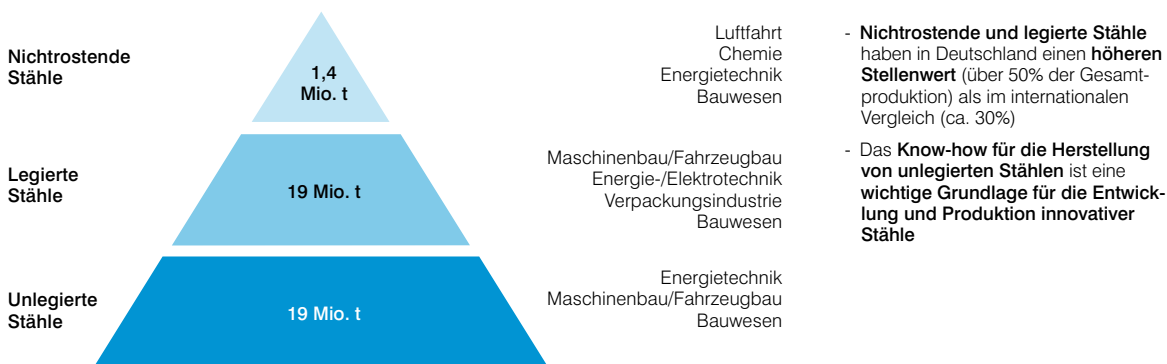 Nichtrostende
Stähle
1,4
Mio. t
Luftfahrt
Chemie
Energietechnik
Bauwesen
Legierte
Stähle
19 Mio. t
Maschinenbau/Fahrzeugbau
Energie-/Elektrotechnik
Verpackungsindustrie
Bauwesen
Unlegierte
Stähle
19 Mio. t
Energietechnik
Maschinenbau/Fahrzeugbau
Bauwesen
- Nichtrostende und legierte Stähle
haben in Deutschland einen höheren
Stellenwert (über 50% der Gesamt-
produktion) als im internationalen
Vergleich (ca. 30%)
- Das Know-how für die Herstellung
von unlegierten Stählen ist eine
wichtige Grundlage für die Entwick-
lung und Produktion innovativer
Stähle